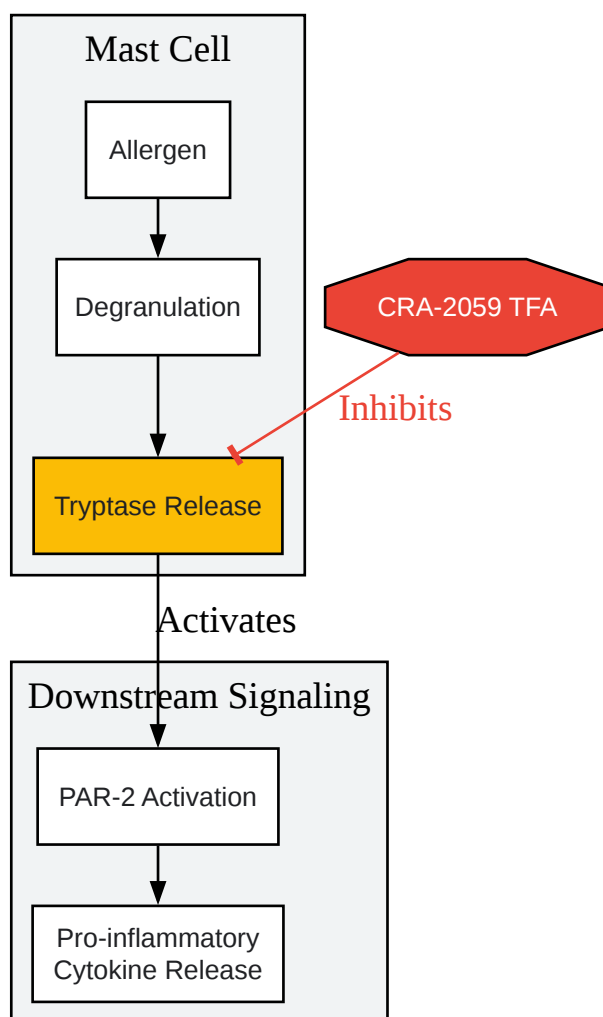 Mast Cell
Allergen
Degranulation
CRA-2059 TFA
Inhibits
Tryptase Release
Activates
Downstream Signaling
PAR-2 Activation
Pro-inflammatory
Cytokine Release